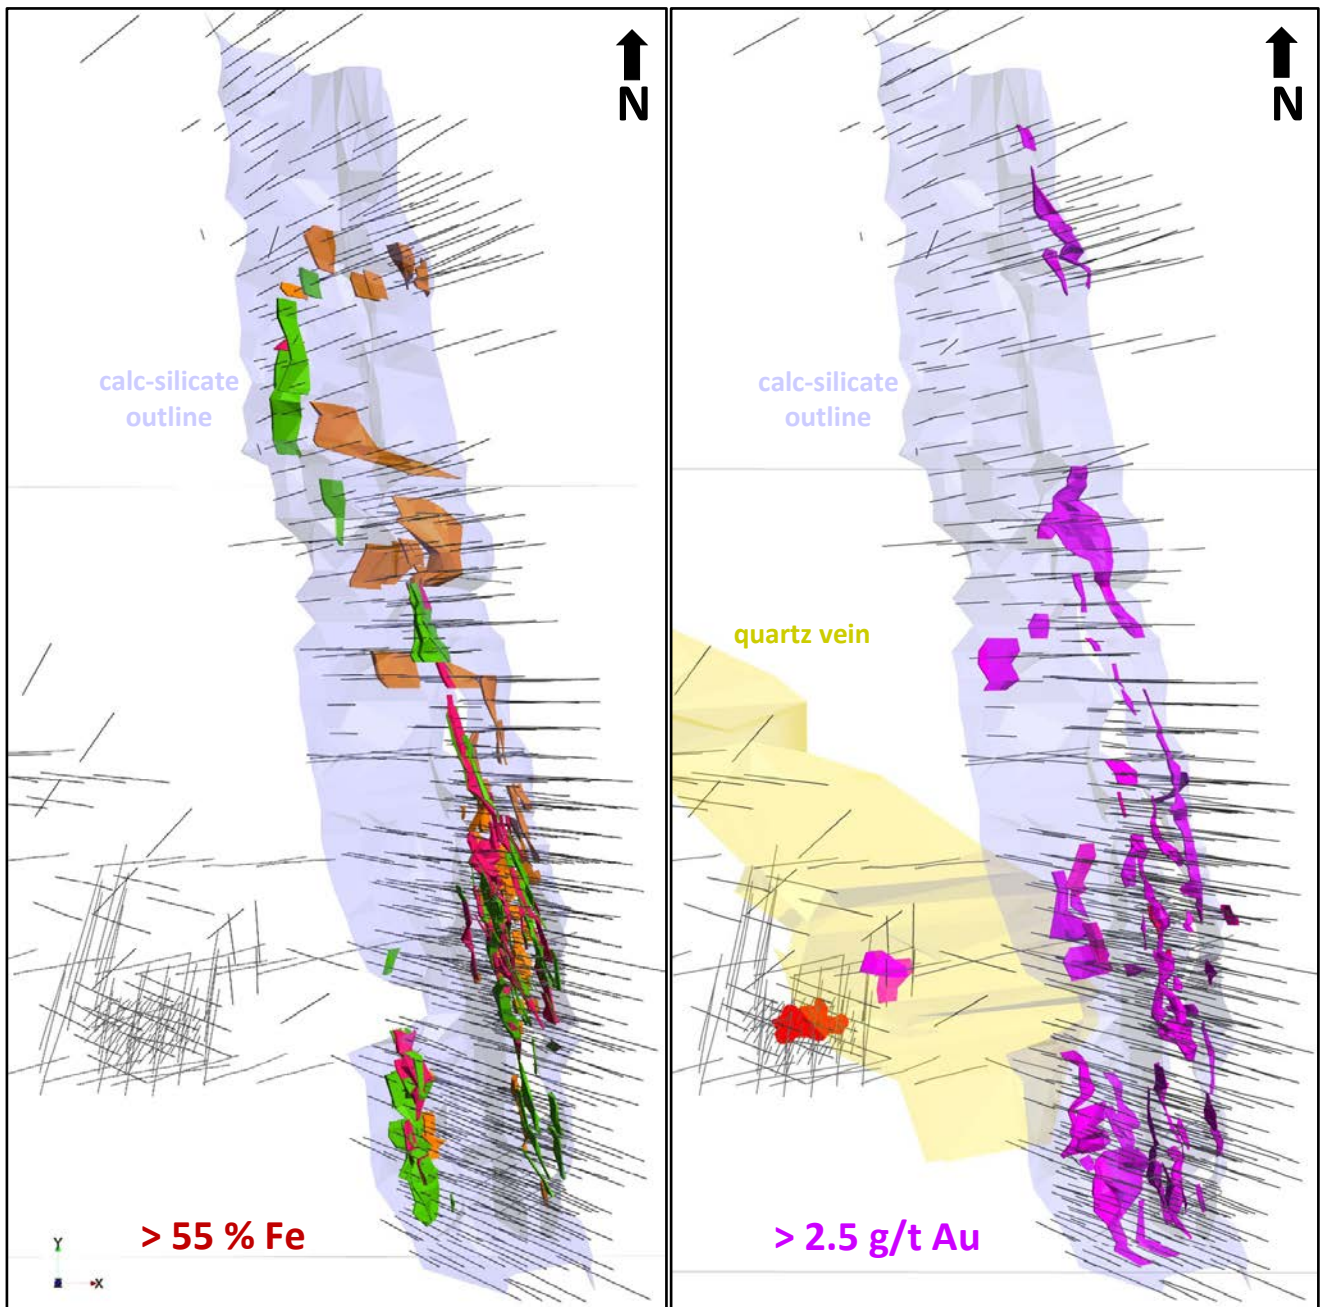 N
calc-silicate
outline
> 55 % Fe
Y
X
N
calc-silicate
outline
quartz vein
> 2.5 g/t Au